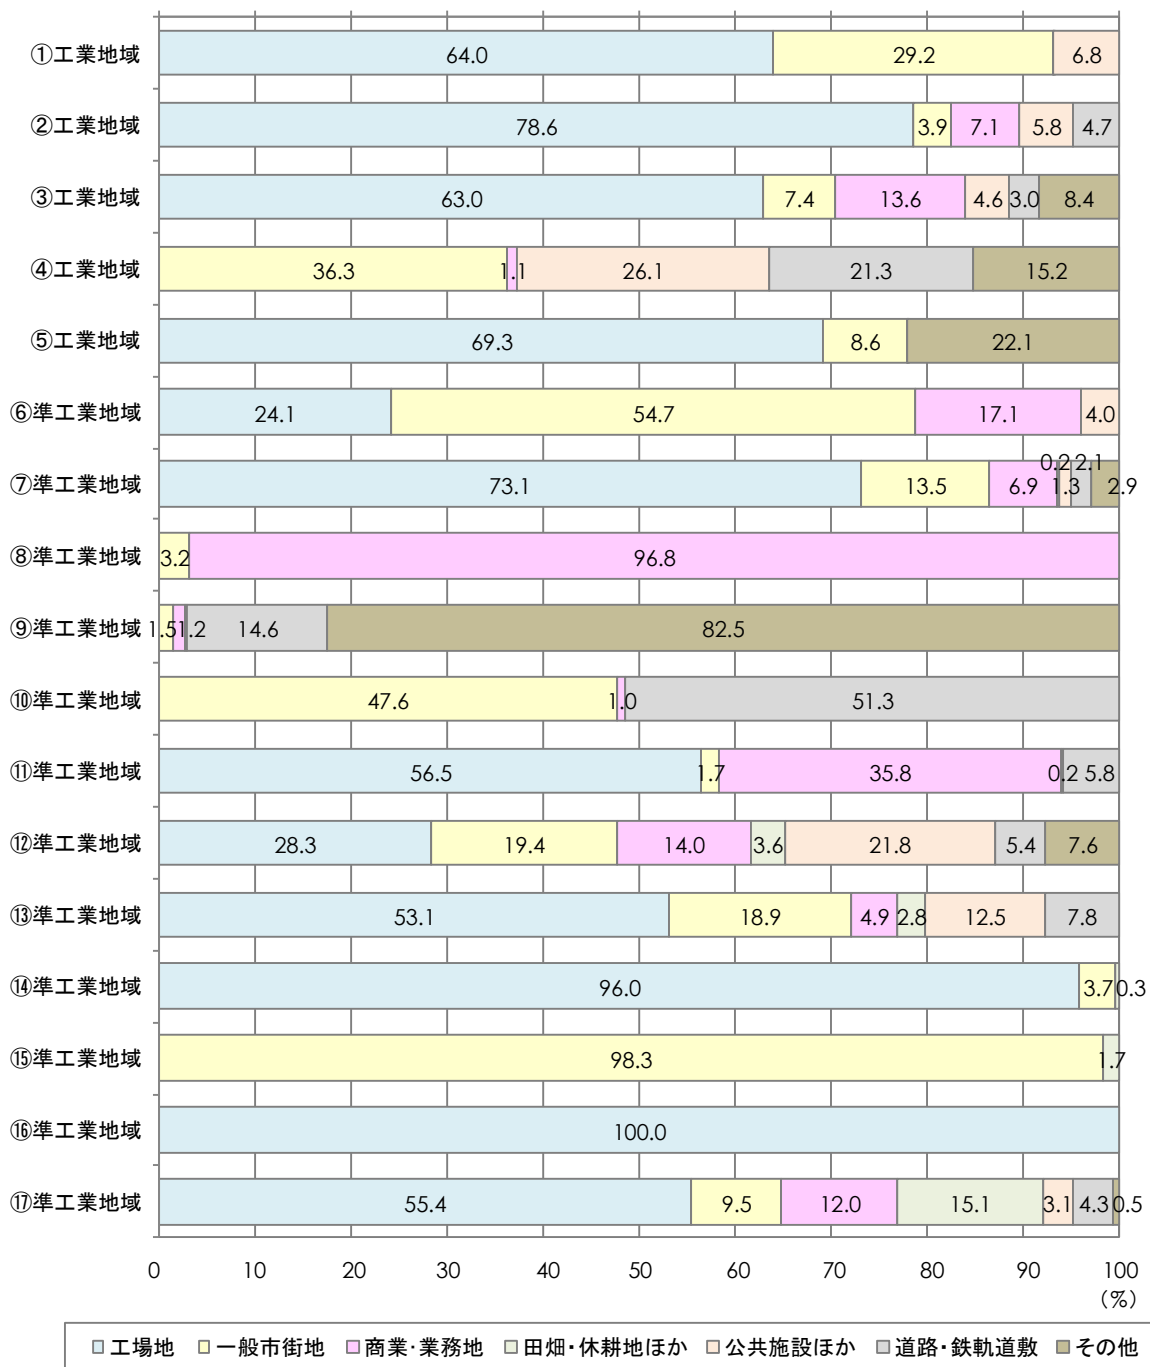 ①工業地域 64.0 29.2 6.8
②工業地域 78.6 3.9 7.1 5.8 4.7
③工業地域 63.0 7.4 13.6 4.6 3.0 8.4
④工業地域 36.3 1.1 26.1 21.3 15.2
⑤工業地域 69.3 8.6 22.1
⑥準工業地域 24.1 54.7 17.1 4.0
⑦準工業地域 73.1 13.5 6.9 0.2 1.3 2.1 2.9
⑧準工業地域 3.2 96.8
⑨準工業地域 1.5 1.2 14.6 82.5
⑩準工業地域 47.6 1.0 51.3
⑪準工業地域 56.5 1.7 35.8 0.2 5.8
⑫準工業地域 28.3 19.4 14.0 3.6 21.8 5.4 7.6
⑬準工業地域 53.1 18.9 4.9 2.8 12.5 7.8
⑭準工業地域 96.0 3.7 0.3
⑮準工業地域 98.3 1.7
⑯準工業地域 100.0
⑰準工業地域 55.4 9.5 12.0 15.1 3.1 4.3 0.5
0 10 20 30 40 50 60 70 80 90 100
(%)
工場地 一般市街地 商業・業務地 田畑・休耕地ほか 公共施設ほか 道路・鉄軌道敷 その他